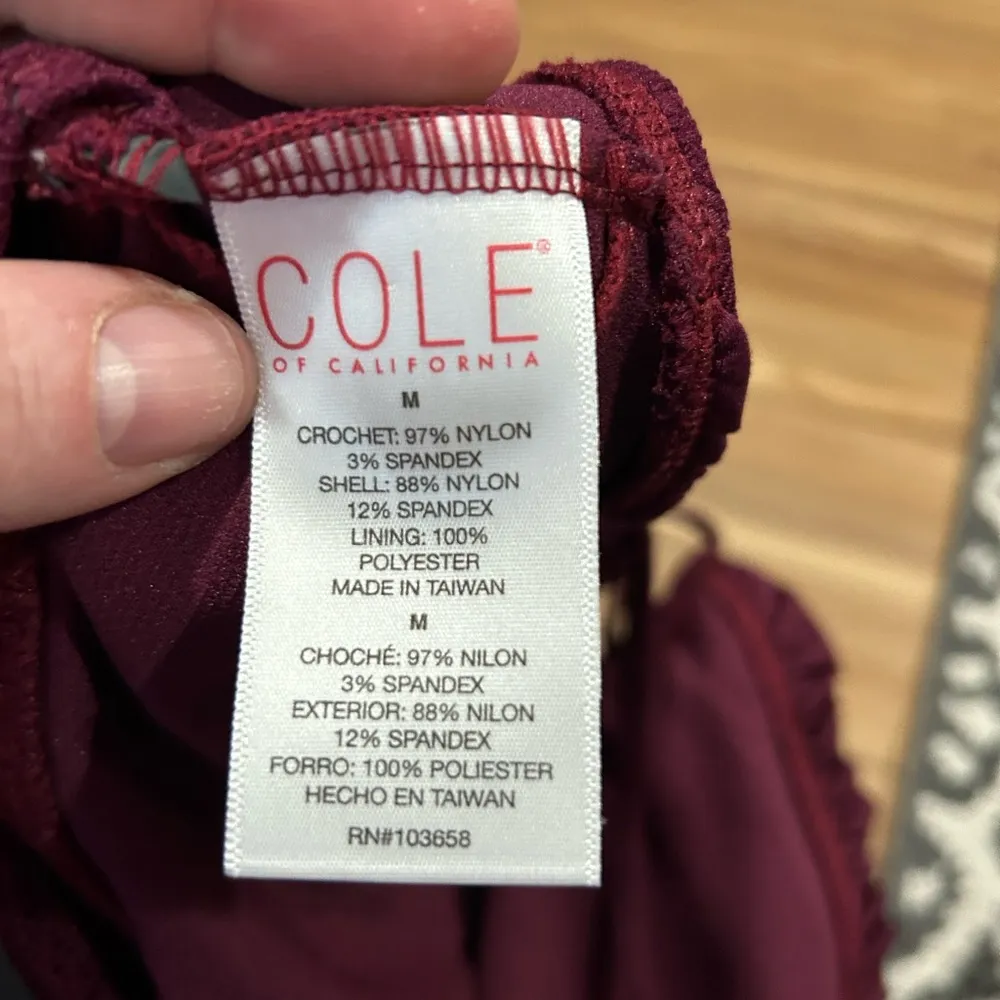 COLE®
OF CALIFORNIA
M
CROCHET: 97% NYLON
3% SPANDEX
SHELL: 88% NYLON
12% SPANDEX
LINING: 100%
POLYESTER
MADE IN TAIWAN
M
CHOCHÉ: 97% NILON
3% SPANDEX
EXTERIOR: 88% NILON
12% SPANDEX
FORRO: 100% POLIESTER
HECHO EN TAIWAN
RN#103658